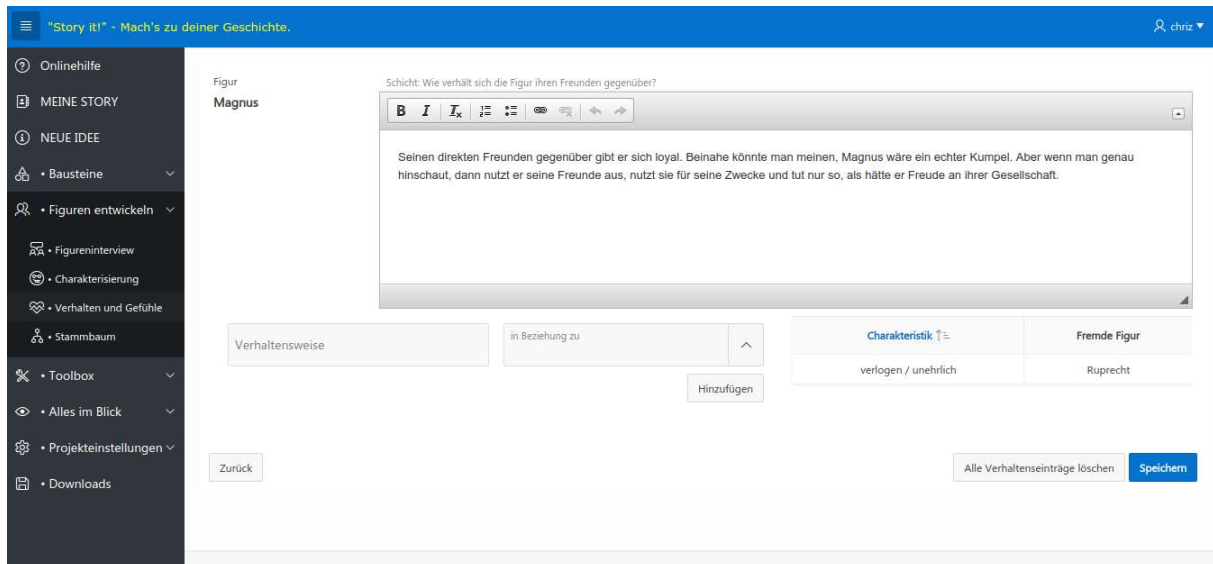 "Story it!" - Mach's zu deiner Geschichte.
chriz
Onlinehilfe
MEINE STORY
NEUE IDEE
• Bausteine
• Figuren entwickeln
• Figureninterview
• Charakterisierung
• Verhalten und Gefühle
• Stammbaum
• Toolbox
• Alles im Blick
• Projekteinstellungen
• Downloads
Figur
Magnus
Schicht: Wie verhält sich die Figur ihren Freunden gegenüber?
B I Ix
Seinen direkten Freunden gegenüber gibt er sich loyal. Beinahe könnte man meinen, Magnus wäre ein echter Kumpel. Aber wenn man genau
hinschaut, dann nutzt er seine Freunde aus, nutzt sie für seine Zwecke und tut nur so, als hätte er Freude an ihrer Gesellschaft.
Verhaltensweise
in Beziehung zu
Hinzufügen
Charakteristik Fremde Figur
verlogen / unehrlich Ruprecht
Zurück
Alle Verhaltenseinträge löschen
Speichern